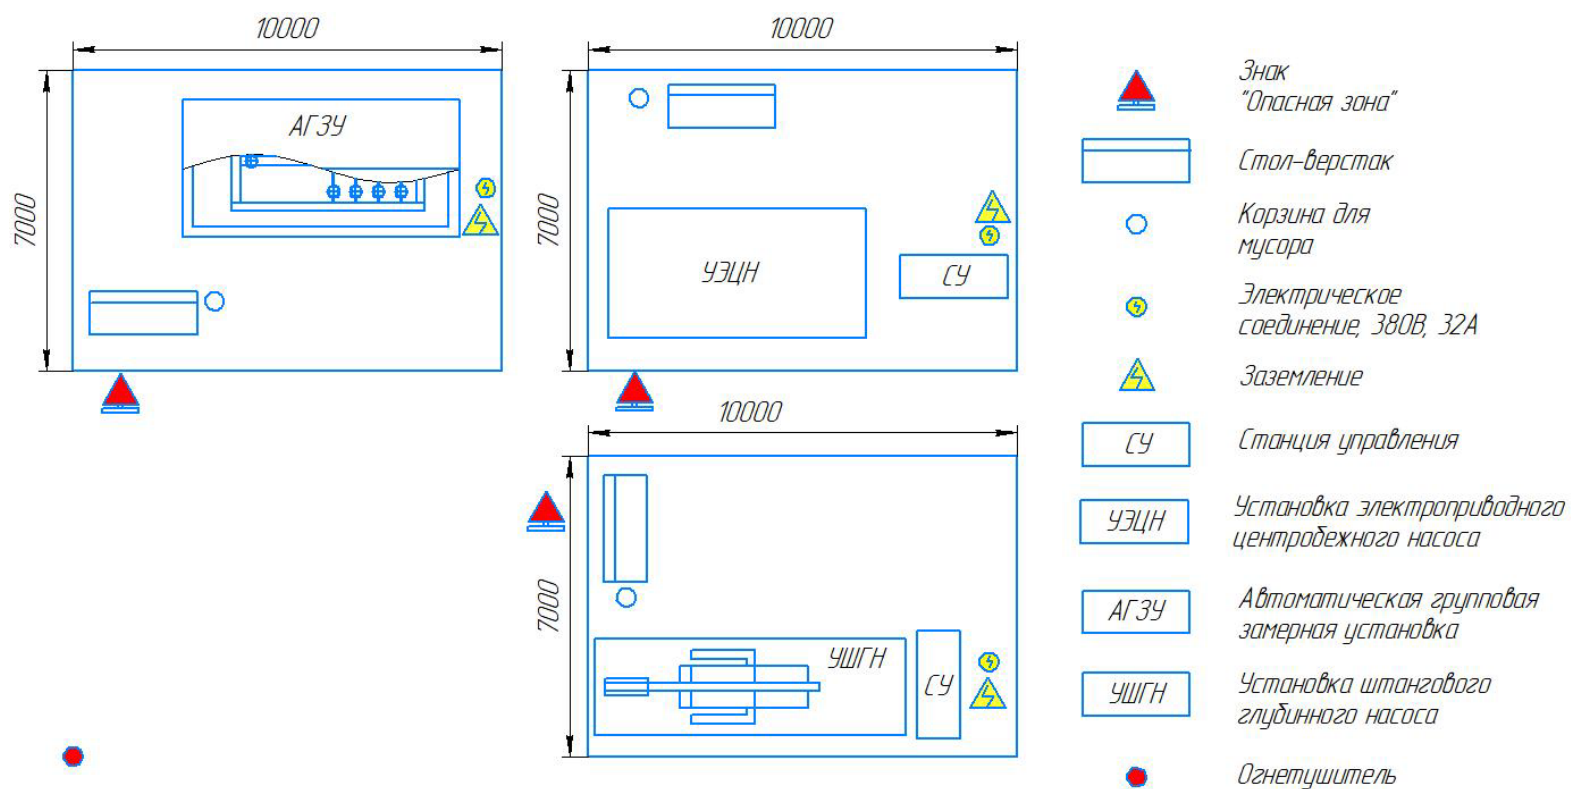 10000
7000
АГЗУ
10000
7000
УЭЦН
СУ
10000
7000
УШГН
СУ
Знак
"Опасная зона"
Стол-верстак
Корзина для
мусора
Электрическое
соединение, 380В, 32А
Заземление
СУ
Станция управления
УЭЦН
Установка электроприводного
центробежного насоса
АГЗУ
Автоматическая групповая
замерная установка
УШГН
Установка штангового
глубинного насоса
Огнетушитель